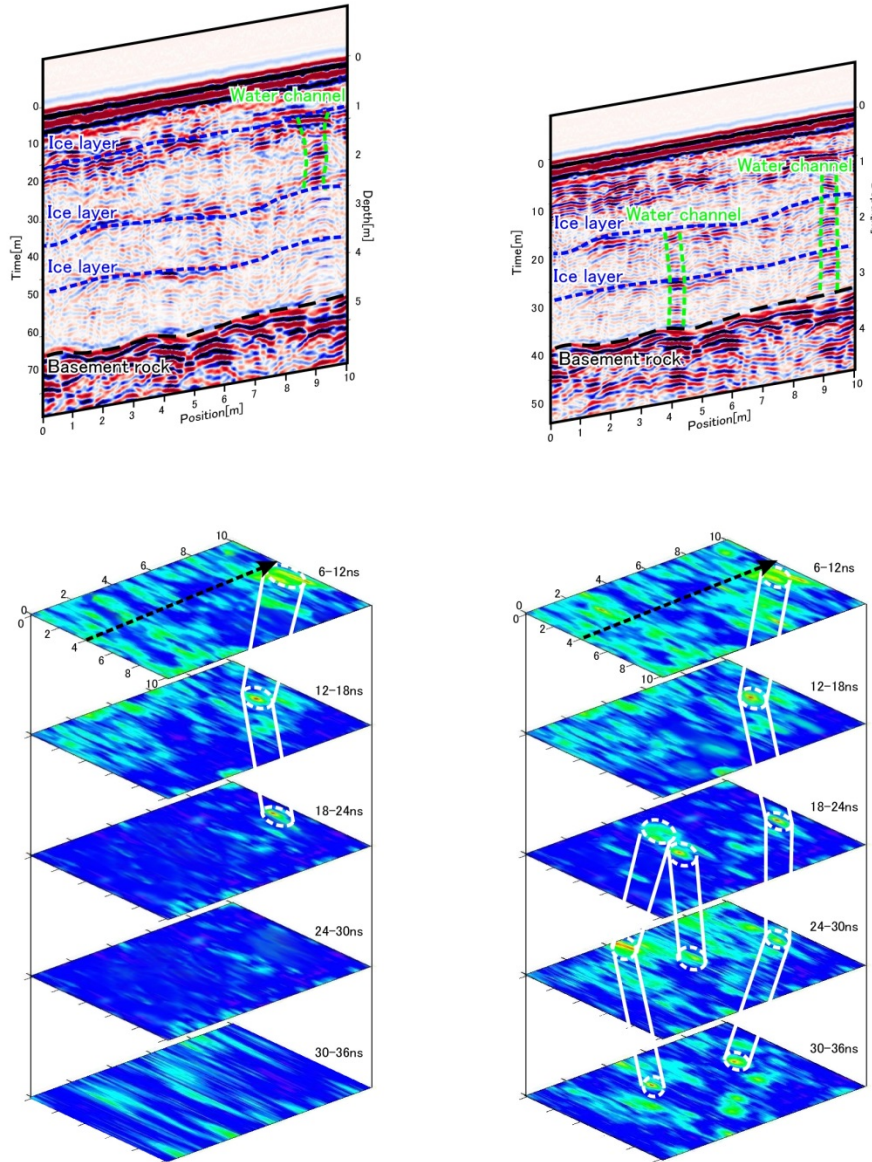 Water channel
Ice layer
Ice layer
Ice layer
Basement rock
Time[m]
0
10
20
30
40
50
60
70
Depth[m]
0
1
2
3
4
5
0 1 2 3 4 5 6 7 8 9 10
Position[m]
Water channel
Ice layer
Water channel
Ice layer
Basement rock
Time[m]
0
10
20
30
40
50
0
1
2
3
4
0 1 2 3 4 5 6 7 8 9 10
Position[m]
0 2 4 6 8 10
0 2 4 6 8 10
6-12ns
12-18ns
18-24ns
24-30ns
30-36ns
0 2 4 6 8 10
0 2 4 6 8 10
6-12ns
12-18ns
18-24ns
24-30ns
30-36ns